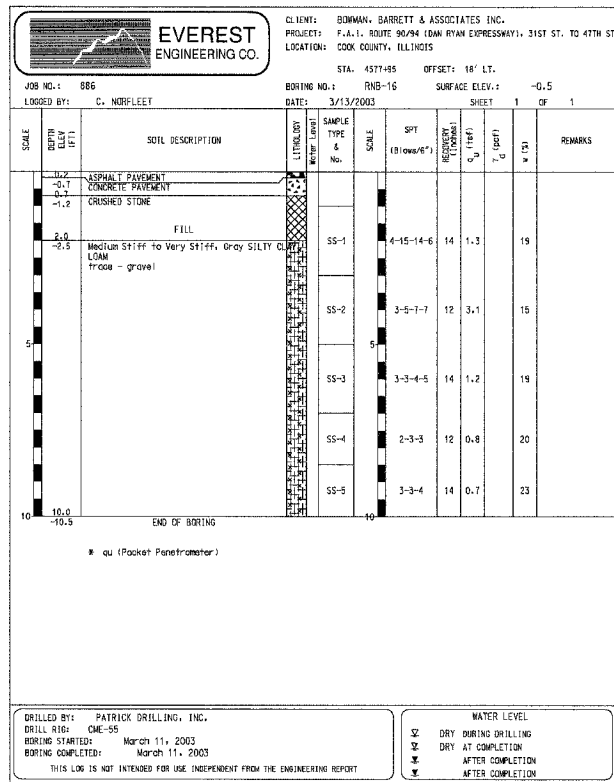 EVEREST
ENGINEERING CO.
CLIENT: BOWMAN, BARRETT & ASSOCIATES INC.
PROJECT: F.A.I. ROUTE 90/94 (DAN RYAN EXPRESSWAY), 31ST ST. TO 47TH ST
LOCATION: COOK COUNTY, ILLINOIS
STA. 4577+95 OFFSET: 18' LT.
JOB NO.: 886 BORING NO.: RNB-16 SURFACE ELEV.: -0.5
LOGGED BY: C. NORFLEET DATE: 3/13/2003 SHEET 1 OF 1
SCALE DEPTH ELEV (FT) SOIL DESCRIPTION LITHOLOGY Water Level SAMPLE TYPE & No. SCALE SPT (Blows/6") RECOVERY (Inches) qu (tsf) γd (pcf) w (%) REMARKS
0.2 ASPHALT PAVEMENT
-0.7 CONCRETE PAVEMENT
0.7
-1.2 CRUSHED STONE
FILL
2.0
-2.5 Medium Stiff to Very Stiff, Gray SILTY CLAY
LOAM
trace - gravel
SS-1 4-15-14-6 14 1.3 19
SS-2 3-5-7-7 12 3.1 15
5 5
SS-3 3-3-4-5 14 1.2 19
SS-4 2-3-3 12 0.8 20
SS-5 3-3-4 14 0.7 23
10 10.0 10
-10.5 END OF BORING
* qu (Pocket Penetrometer)
DRILLED BY: PATRICK DRILLING, INC.
DRILL RIG: CME-55
BORING STARTED: March 11, 2003
BORING COMPLETED: March 11, 2003
THIS LOG IS NOT INTENDED FOR USE INDEPENDENT FROM THE ENGINEERING REPORT
WATER LEVEL
DRY DURING DRILLING
DRY AT COMPLETION
AFTER COMPLETION
AFTER COMPLETION